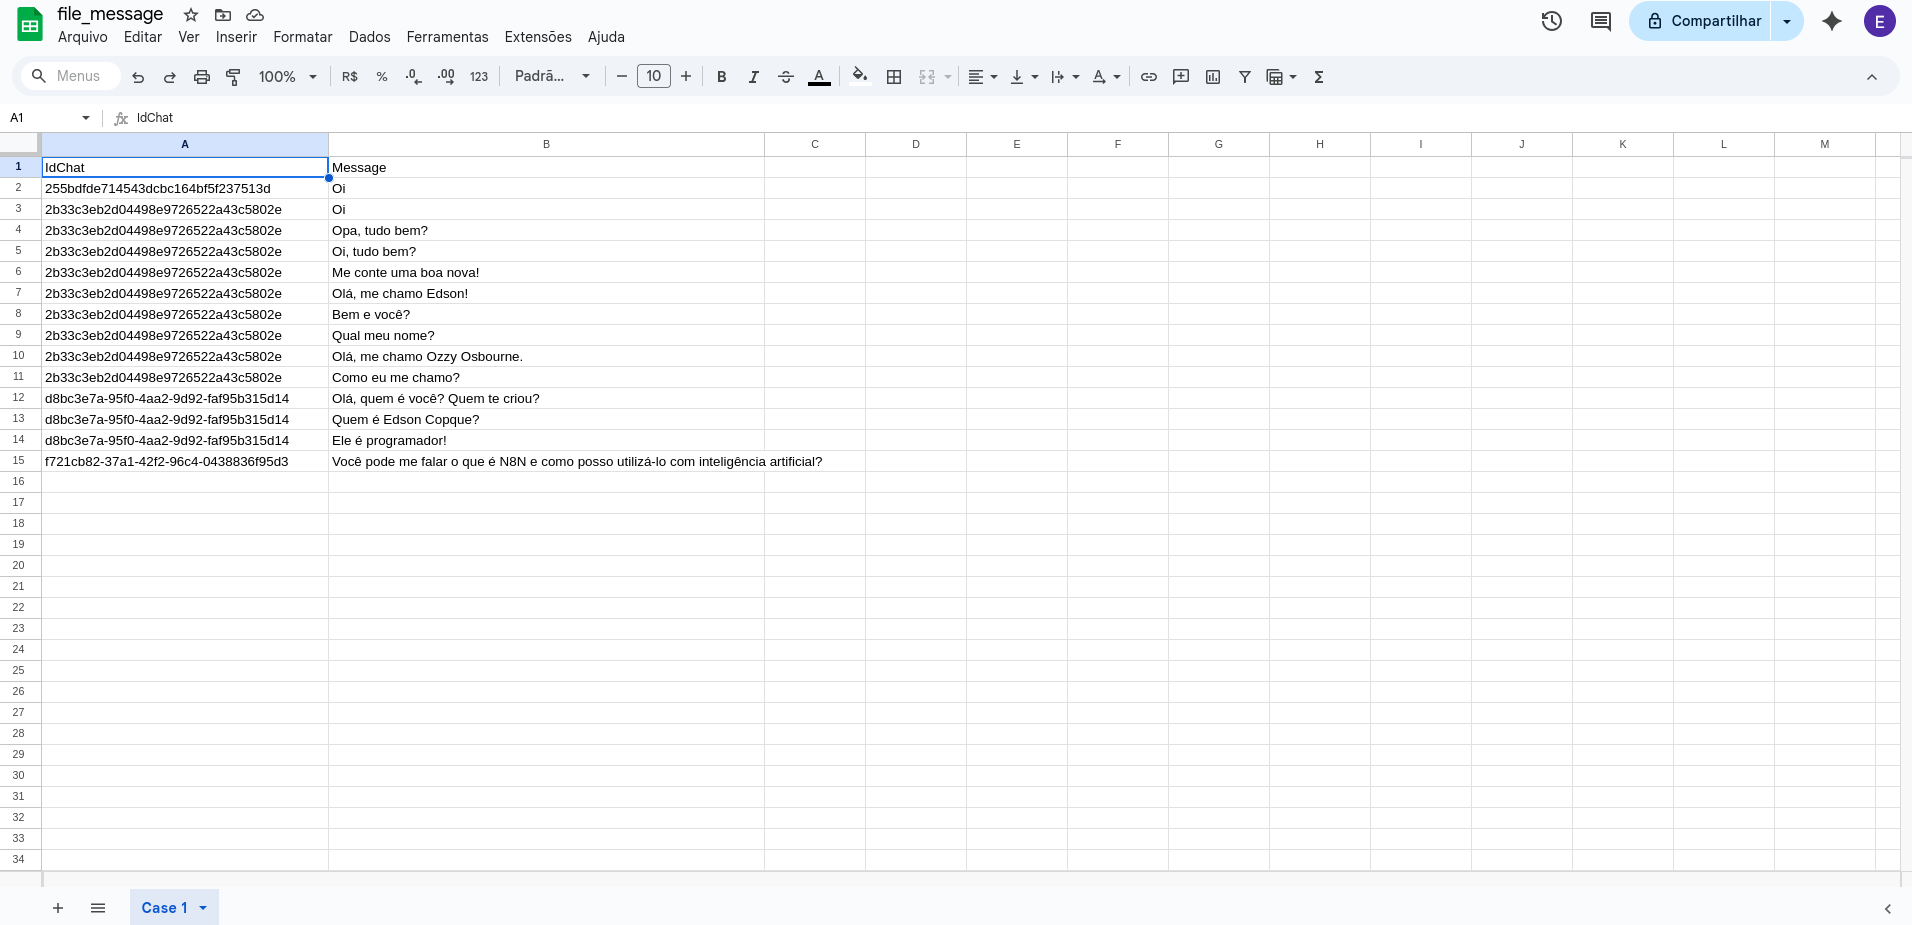 file_message
Arquivo Editar Ver Inserir Formatar Dados Ferramentas Extensões Ajuda
Compartilhar
E
Menus 100% R$ % .0 .00 123 Padrã... 10 B I A A Σ
A1 fx IdChat
A B C D E F G H I J K L M
1 IdChat Message
2 255bdfde714543dcbc164bf5f237513d Oi
3 2b33c3eb2d04498e9726522a43c5802e Oi
4 2b33c3eb2d04498e9726522a43c5802e Opa, tudo bem?
5 2b33c3eb2d04498e9726522a43c5802e Oi, tudo bem?
6 2b33c3eb2d04498e9726522a43c5802e Me conte uma boa nova!
7 2b33c3eb2d04498e9726522a43c5802e Olá, me chamo Edson!
8 2b33c3eb2d04498e9726522a43c5802e Bem e você?
9 2b33c3eb2d04498e9726522a43c5802e Qual meu nome?
10 2b33c3eb2d04498e9726522a43c5802e Olá, me chamo Ozzy Osbourne.
11 2b33c3eb2d04498e9726522a43c5802e Como eu me chamo?
12 d8bc3e7a-95f0-4aa2-9d92-faf95b315d14 Olá, quem é você? Quem te criou?
13 d8bc3e7a-95f0-4aa2-9d92-faf95b315d14 Quem é Edson Copque?
14 d8bc3e7a-95f0-4aa2-9d92-faf95b315d14 Ele é programador!
15 f721cb82-37a1-42f2-96c4-0438836f95d3 Você pode me falar o que é N8N e como posso utilizá-lo com inteligência artificial?
16
17
18
19
20
21
22
23
24
25
26
27
28
29
30
31
32
33
34
Case 1